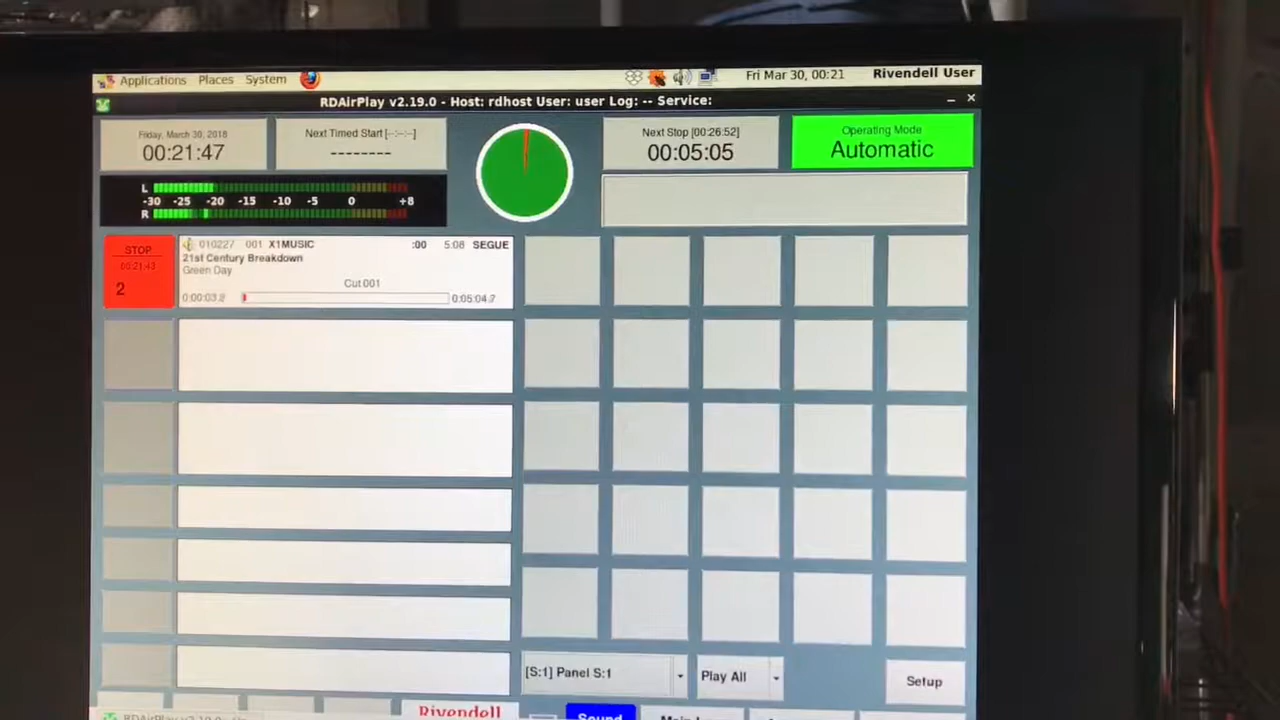 Applications Places System Fri Mar 30, 00:21 Rivendell User
RDAirPlay v2.19.0 - Host: rdhost User: user Log: -- Service:
Friday, March 30, 2018
00:21:47
Next Timed Start [--:--:--]
--------
Next Stop [00:26:52]
00:05:05
Operating Mode
Automatic
L
-30 -25 -20 -15 -10 -5 0 +8
R
STOP
00:21:43
2
010227 001 X1MUSIC :00 5:08 SEGUE
21st Century Breakdown
Green Day
Cut 001
0:05:04.7
[S:1] Panel S:1
Play All
Setup
Rivendell
Sound